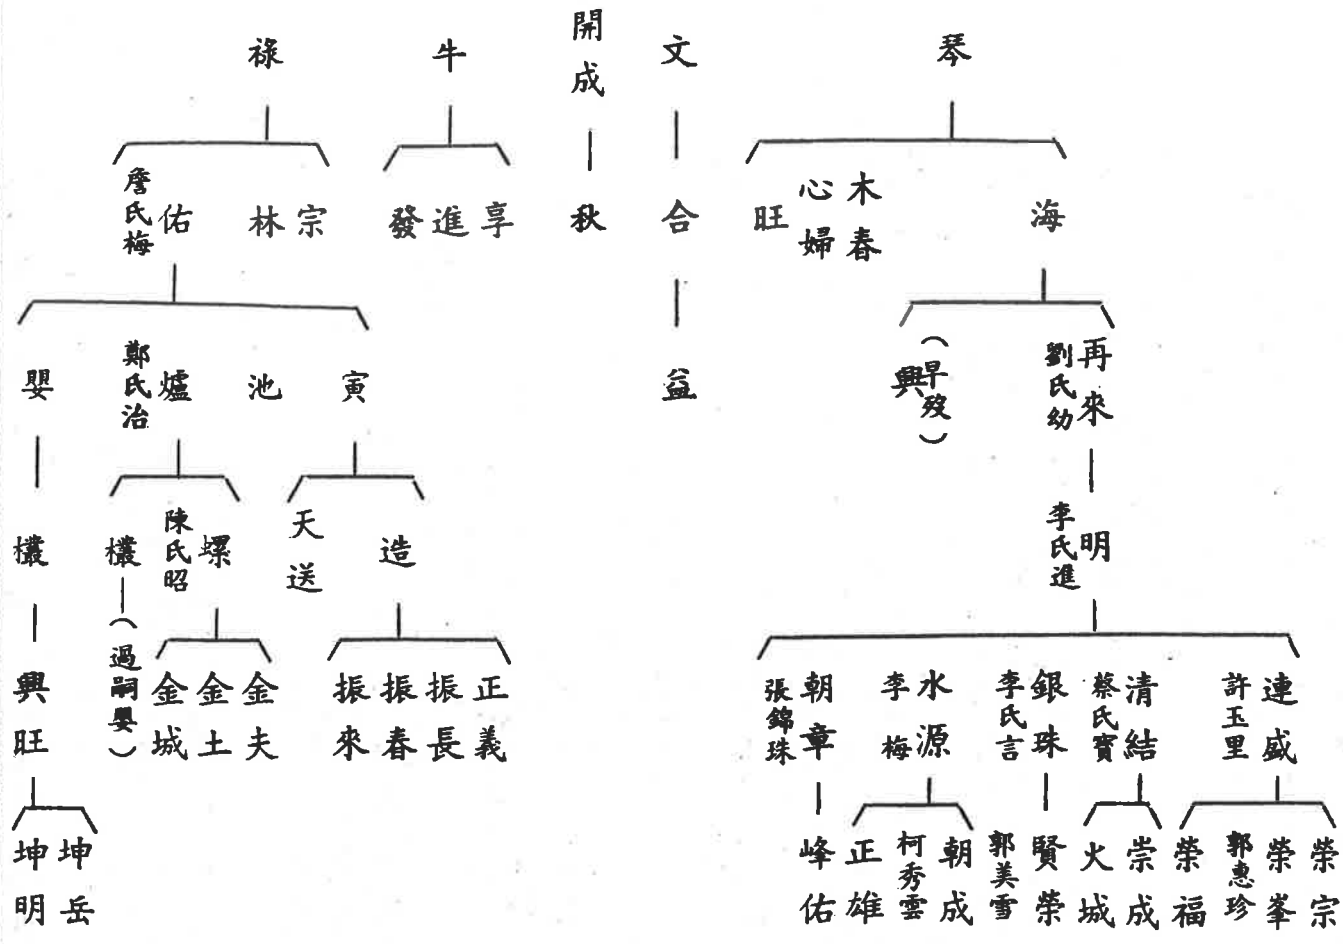 琴
文
開成
牛
祿
海
木春
心婦
旺
合
秋
享
進
發
宗
林
佑
詹氏梅
再來
劉氏幼
興
(早歿)
益
寅
池
爐
鄭氏治
嬰
明
李氏進
造
天送
螺
陳氏昭
欉
(過嗣嬰)
欉
連盛
許玉里
清結
蔡氏寶
銀珠
李氏言
水源
李梅
朝章
張錦珠
正義
振長
振春
振來
金夫
金土
金城
興旺
榮宗
榮峯
郭惠珍
榮福
崇成
火城
賢榮
郭美雪
朝成
柯秀雲
正雄
峰佑
坤岳
坤明